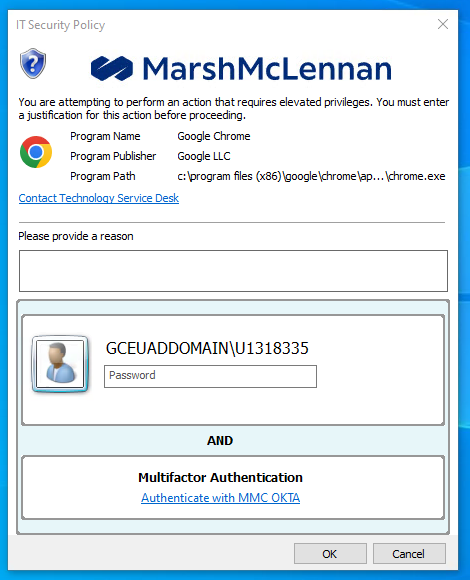 IT Security Policy
MarshMcLennan
You are attempting to perform an action that requires elevated privileges. You must enter
a justification for this action before proceeding.
Program Name Google Chrome
Program Publisher Google LLC
Program Path c:\program files (x86)\google\chrome\ap...\chrome.exe
Contact Technology Service Desk
Please provide a reason
GCEUADDOMAIN\U1318335
Password
AND
Multifactor Authentication
Authenticate with MMC OKTA
OK Cancel